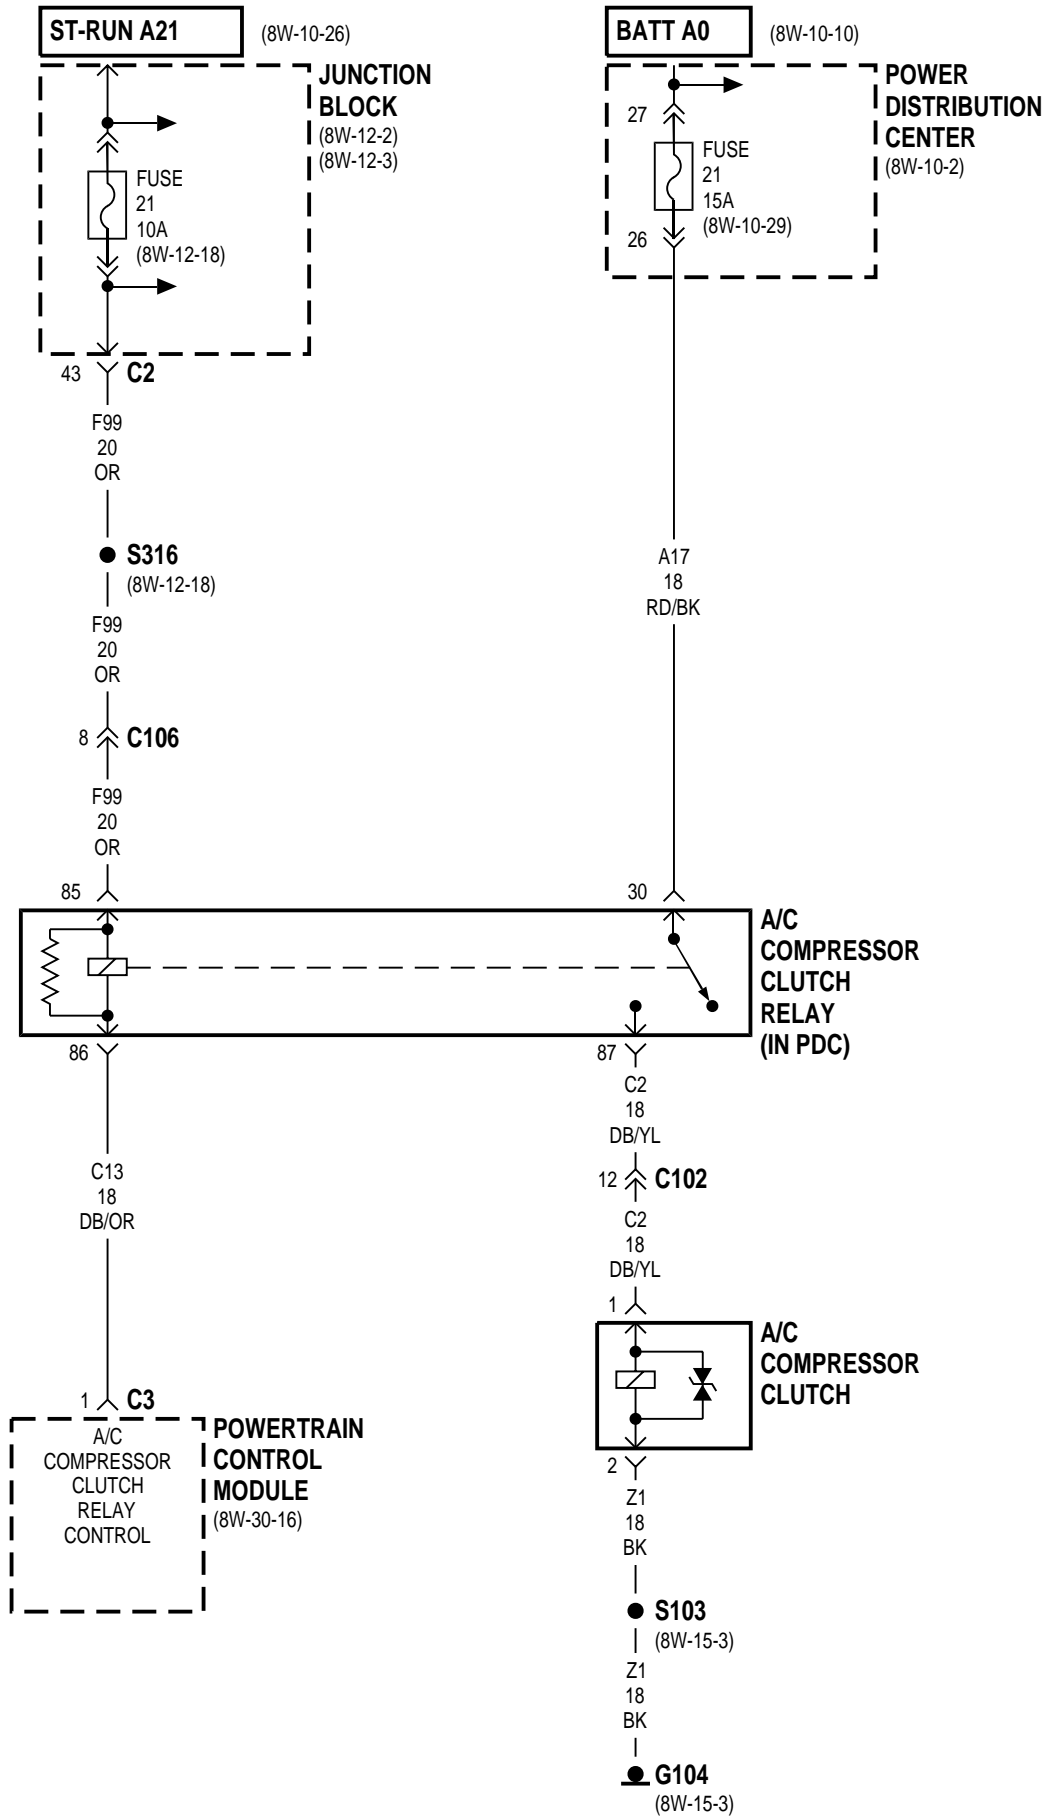 ST-RUN A21
(8W-10-26)
BATT A0
(8W-10-10)
JUNCTION
BLOCK
(8W-12-2)
(8W-12-3)
FUSE
21
10A
(8W-12-18)
POWER
DISTRIBUTION
CENTER
(8W-10-2)
27
FUSE
21
15A
(8W-10-29)
26
43
C2
F99
20
OR
S316
(8W-12-18)
F99
20
OR
8
C106
F99
20
OR
A17
18
RD/BK
85
30
A/C
COMPRESSOR
CLUTCH
RELAY
(IN PDC)
86
87
C13
18
DB/OR
C2
18
DB/YL
12
C102
C2
18
DB/YL
1
A/C
COMPRESSOR
CLUTCH
1
C3
A/C
COMPRESSOR
CLUTCH
RELAY
CONTROL
POWERTRAIN
CONTROL
MODULE
(8W-30-16)
2
Z1
18
BK
S103
(8W-15-3)
Z1
18
BK
G104
(8W-15-3)